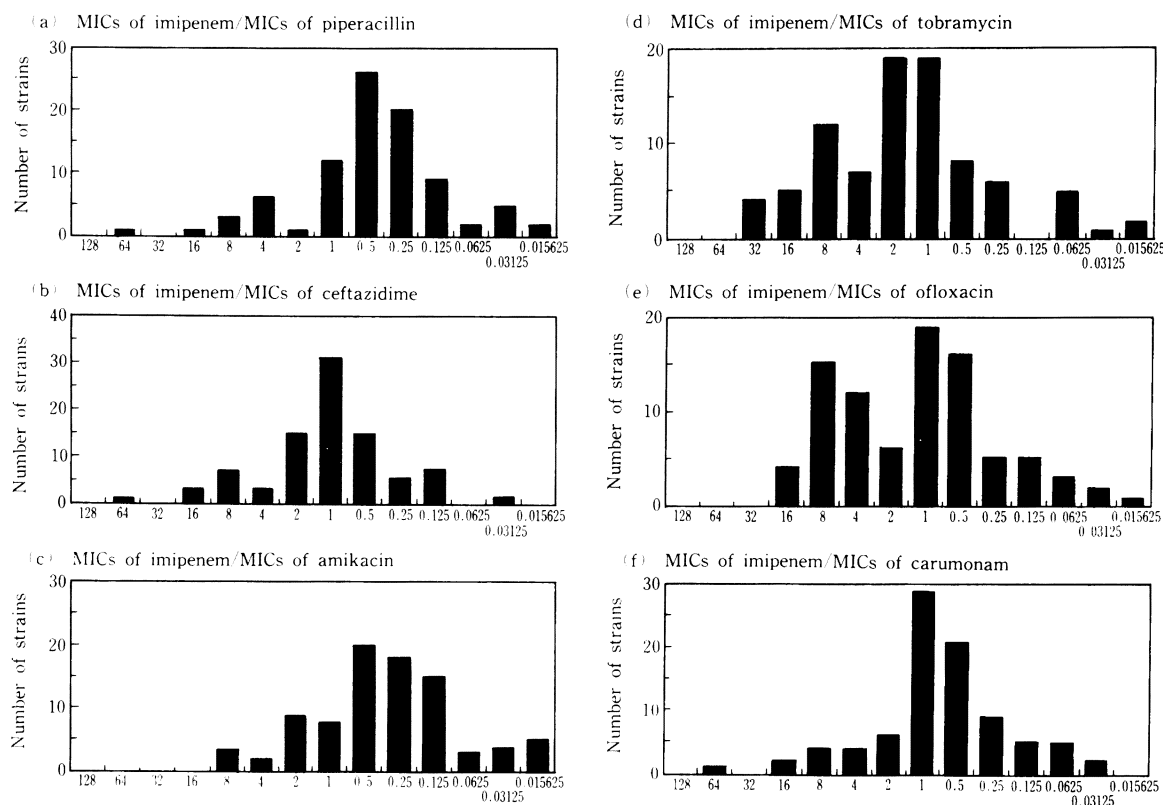 (a) MICs of imipenem/MICs of piperacillin
Number of strains
30
20
10
0
128 64 32 16 8 4 2 1 0.5 0.25 0.125 0.0625 0.015625
0.03125
(b) MICs of imipenem/MICs of ceftazidime
Number of strains
40
30
20
10
0
128 64 32 16 8 4 2 1 0.5 0.25 0.125 0.0625 0.015625
0.03125
(c) MICs of imipenem/MICs of amikacin
Number of strains
30
20
10
0
128 64 32 16 8 4 2 1 0.5 0.25 0.125 0.0625 0.015625
0.03125
(d) MICs of imipenem/MICs of tobramycin
Number of strains
20
10
0
128 64 32 16 8 4 2 1 0.5 0.25 0.125 0.0625 0.015625
0.03125
(e) MICs of imipenem/MICs of ofloxacin
Number of strains
20
10
0
128 64 32 16 8 4 2 1 0.5 0.25 0.125 0.0625 0.015625
0.03125
(f) MICs of imipenem/MICs of carumonam
Number of strains
30
20
10
0
128 64 32 16 8 4 2 1 0.5 0.25 0.125 0.0625 0.015625
0.03125